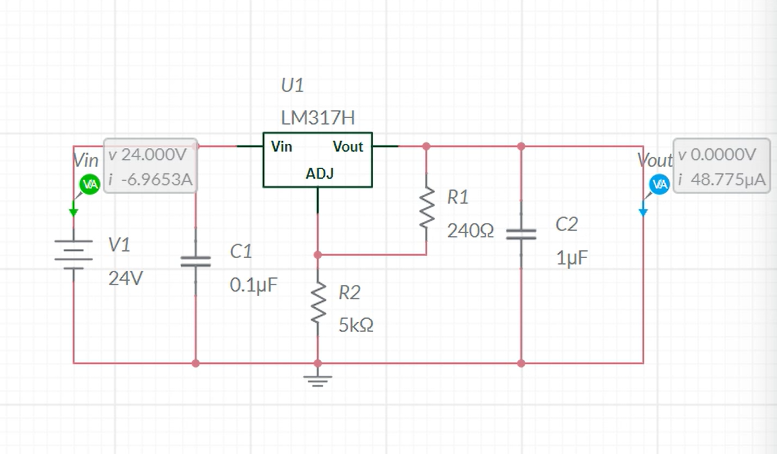 U1
LM317H
Vin
v 24.000V
i -6.9653A
VA
Vin
Vout
ADJ
Vout
v 0.0000V
i 48.775µA
VA
R1
240Ω
C2
1µF
V1
24V
C1
0.1µF
R2
5kΩ